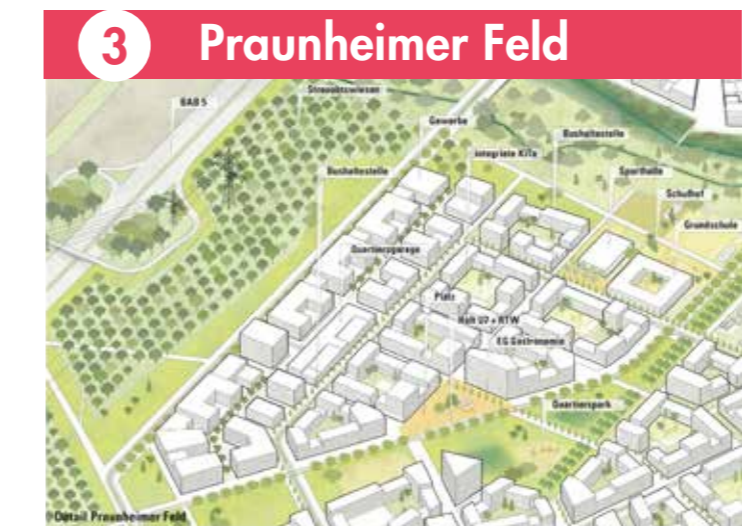 3
Praunheimer Feld
Streuobstwiesen
BAB 5
Gewerbe
Bushaltestelle
integrierte KiTa
Bushaltestelle
Sporthalle
Schulhof
Grundschule
Quartiersgarage
Platz
Halt U7 + RTW
EG Gastronomie
Quartierspark
Detail Praunheimer Feld